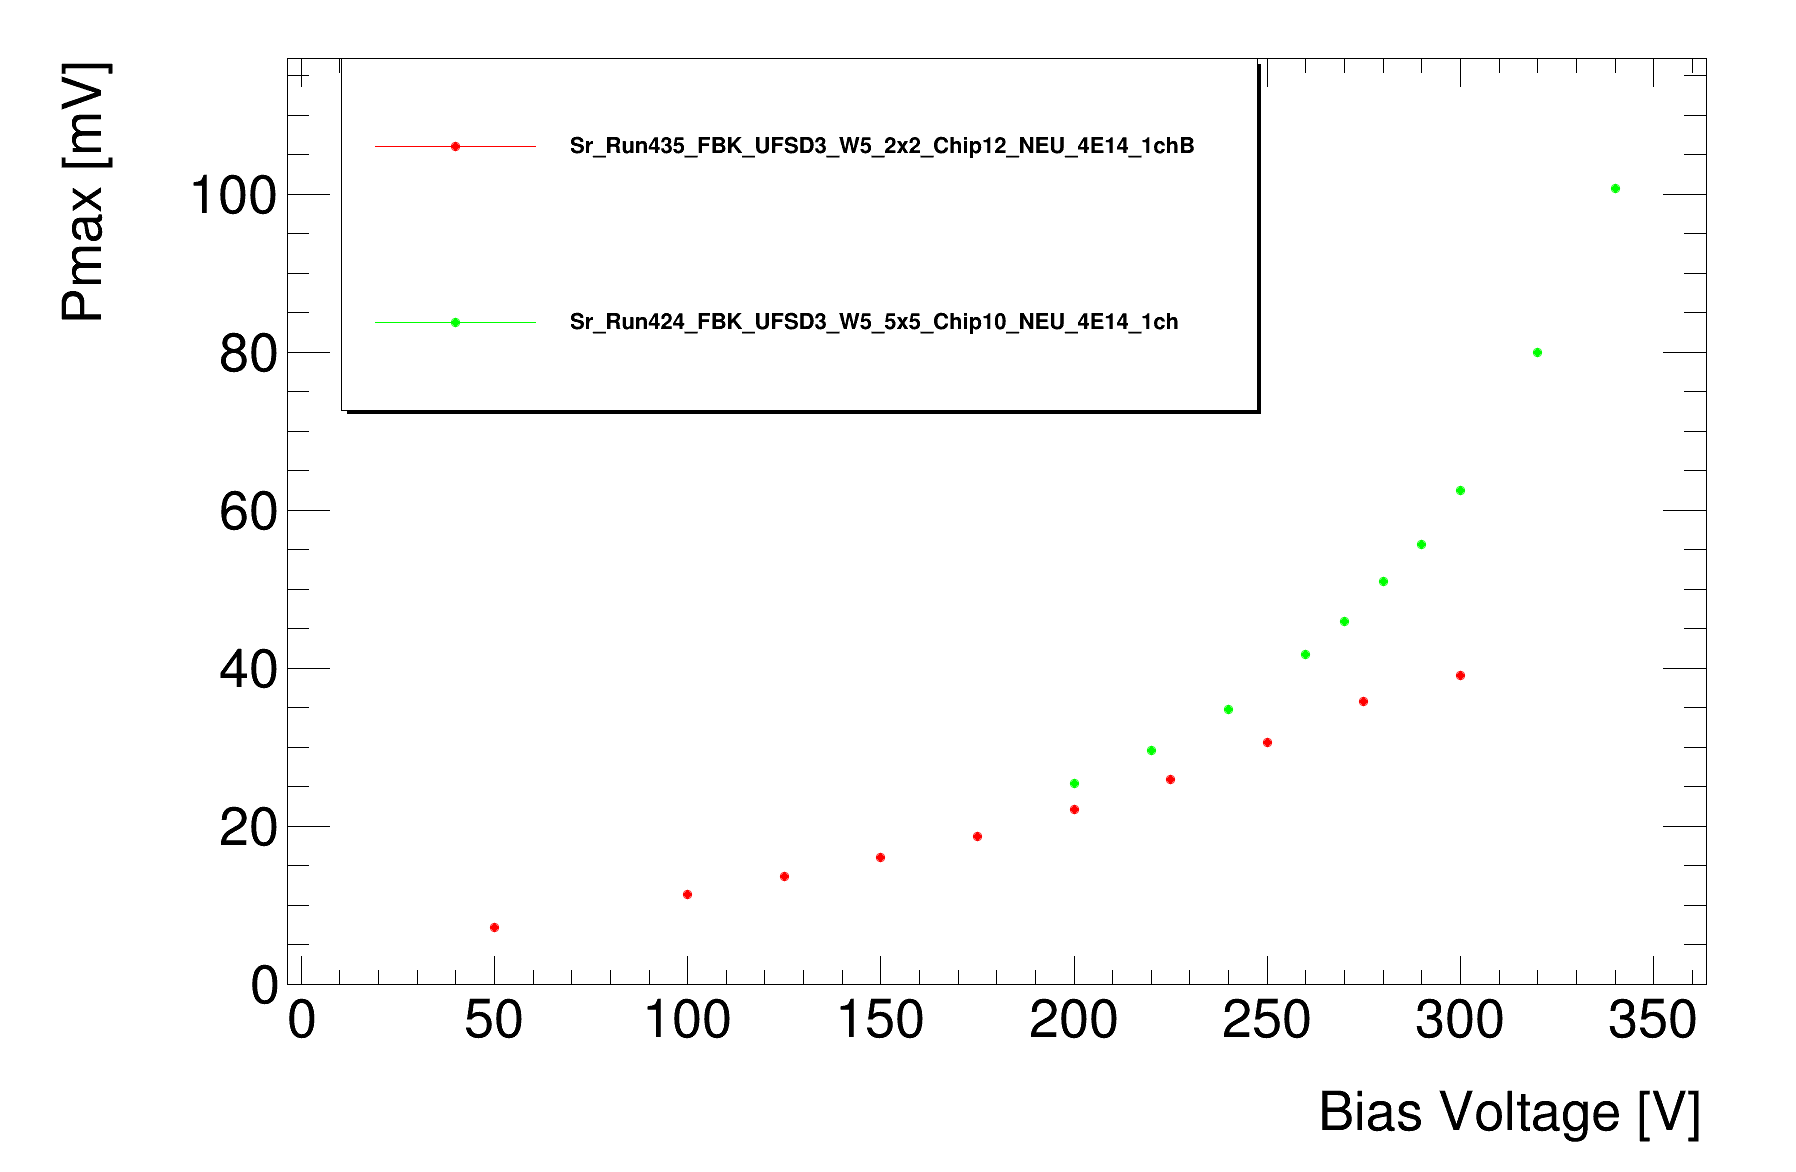 Pmax [mV]
Sr_Run435_FBK_UFSD3_W5_2x2_Chip12_NEU_4E14_1chB
Sr_Run424_FBK_UFSD3_W5_5x5_Chip10_NEU_4E14_1ch
100
80
60
40
20
0
0 50 100 150 200 250 300 350
Bias Voltage [V]